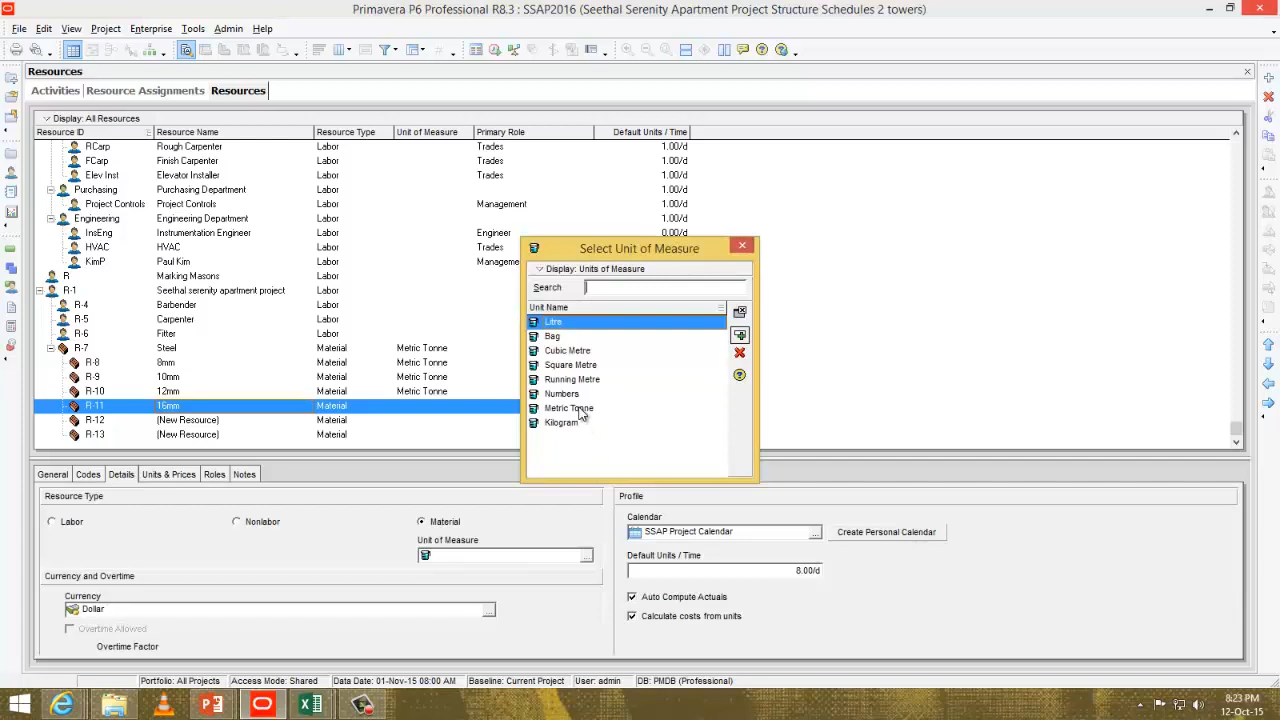 Primavera P6 Professional R8.3 : SSAP2016 (Seethal Serenity Apartment Project Structure Schedules 2 towers)
File Edit View Project Enterprise Tools Admin Help
Resources
Activities Resource Assignments Resources
Display: All Resources
Resource ID Resource Name Resource Type Unit of Measure Primary Role Default Units / Time
RCarp Rough Carpenter Labor Trades 1.00/d
FCarp Finish Carpenter Labor Trades 1.00/d
Elev Inst Elevator Installer Labor Trades 1.00/d
Purchasing Purchasing Department Labor 1.00/d
Project Controls Project Controls Labor Management 1.00/d
Engineering Engineering Department Labor 1.00/d
InsEng Instrumentation Engineer Labor Engineer 0.00/d
HVAC HVAC Labor Trades
KimP Paul Kim Labor Manageme
R Marking Masons Labor
R-1 Seethal serenity apartment project Labor
R-4 Barbender Labor
R-5 Carpenter Labor
R-6 Fitter Labor
R-7 Steel Material Metric Tonne
R-8 8mm Material Metric Tonne
R-9 10mm Material Metric Tonne
R-10 12mm Material Metric Tonne
R-11 16mm Material
R-12 (New Resource) Material
R-13 (New Resource) Material
Select Unit of Measure
Display: Units of Measure
Search
Unit Name
Litre
Bag
Cubic Metre
Square Metre
Running Metre
Numbers
Metric Tonne
Kilogram
General Codes Details Units & Prices Roles Notes
Resource Type
Labor Nonlabor Material
Unit of Measure
Currency and Overtime
Currency
Dollar
Overtime Allowed
Overtime Factor
Profile
Calendar
SSAP Project Calendar ... Create Personal Calendar
Default Units / Time
8.00/d
Auto Compute Actuals
Calculate costs from units
Portfolio: All Projects Access Mode: Shared Data Date: 01-Nov-15 08:00 AM Baseline: Current Project User: admin DB: PMDB (Professional)
8:23 PM
12-Oct-15